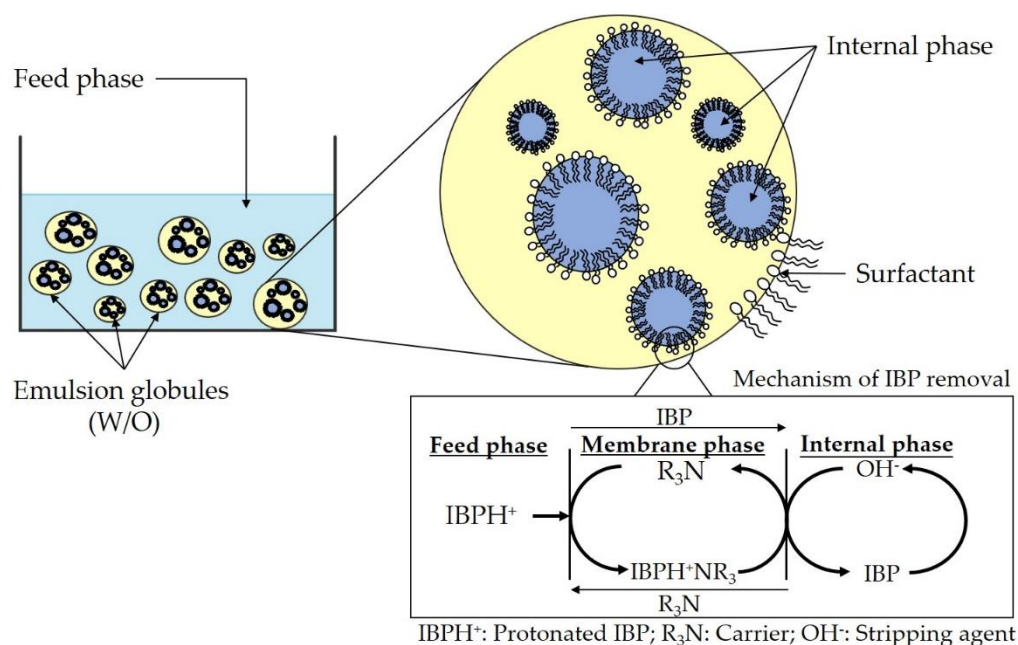 Feed phase
Internal phase
Surfactant
Emulsion globules
(W/O)
Mechanism of IBP removal
IBP
Feed phase Membrane phase Internal phase
R₃N OH⁻
IBPH⁺
IBPH⁺NR₃ IBP
R₃N
IBPH⁺: Protonated IBP; R₃N: Carrier; OH⁻: Stripping agent